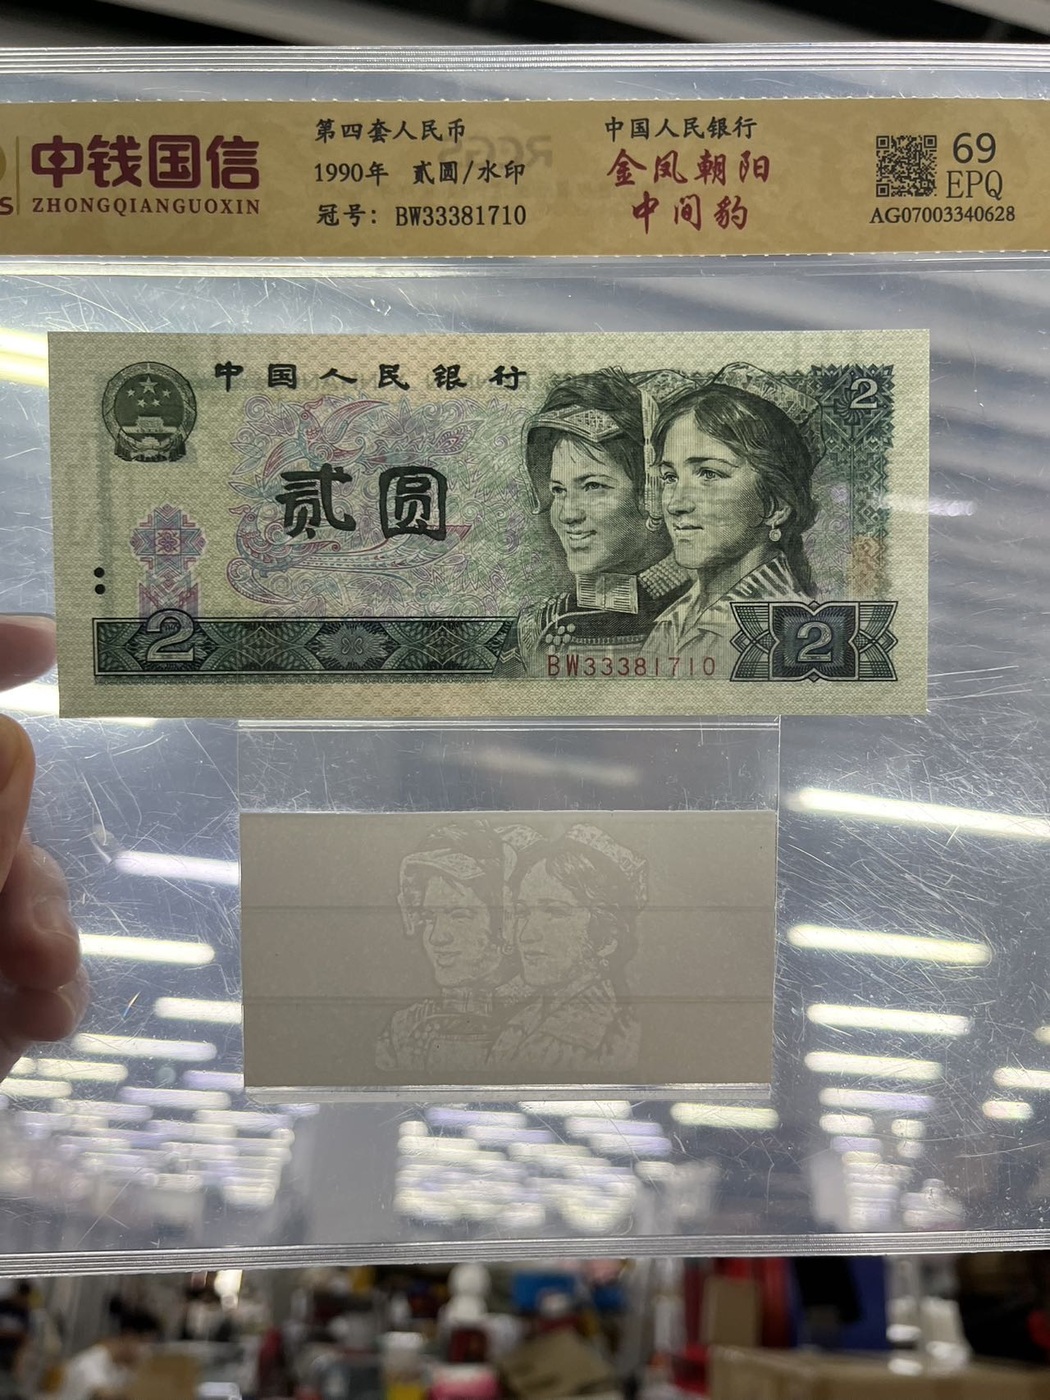 中钱国信
ZHONGQIANGUOXIN
第四套人民币
1990年 贰圆/水印
冠号: BW33381710
中国人民银行
金凤朝阳
中间豹
69
EPQ
AG07003340628
中国人民银行
2
贰圆
2
2
BW33381710